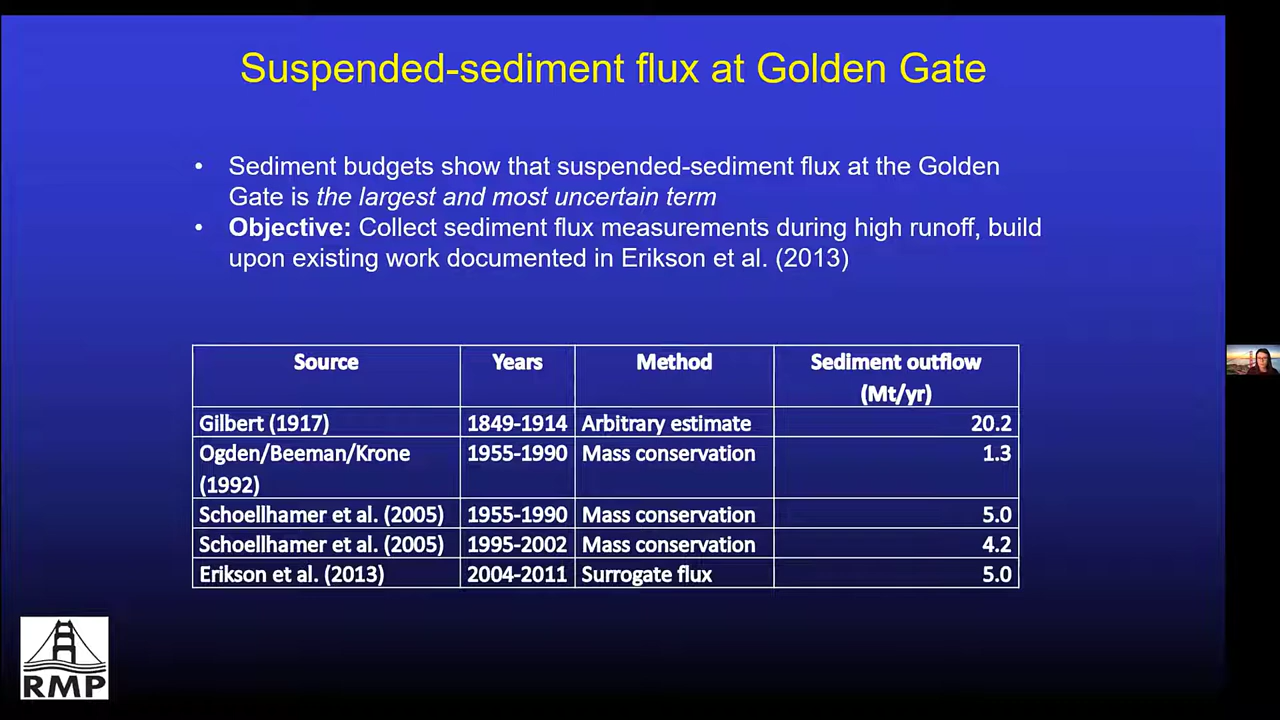 Suspended-sediment flux at Golden Gate
• Sediment budgets show that suspended-sediment flux at the Golden
Gate is the largest and most uncertain term
• Objective: Collect sediment flux measurements during high runoff, build
upon existing work documented in Erikson et al. (2013)
Source Years Method Sediment outflow
(Mt/yr)
Gilbert (1917) 1849-1914 Arbitrary estimate 20.2
Ogden/Beeman/Krone 1955-1990 Mass conservation 1.3
(1992)
Schoellhamer et al. (2005) 1955-1990 Mass conservation 5.0
Schoellhamer et al. (2005) 1995-2002 Mass conservation 4.2
Erikson et al. (2013) 2004-2011 Surrogate flux 5.0
RMP